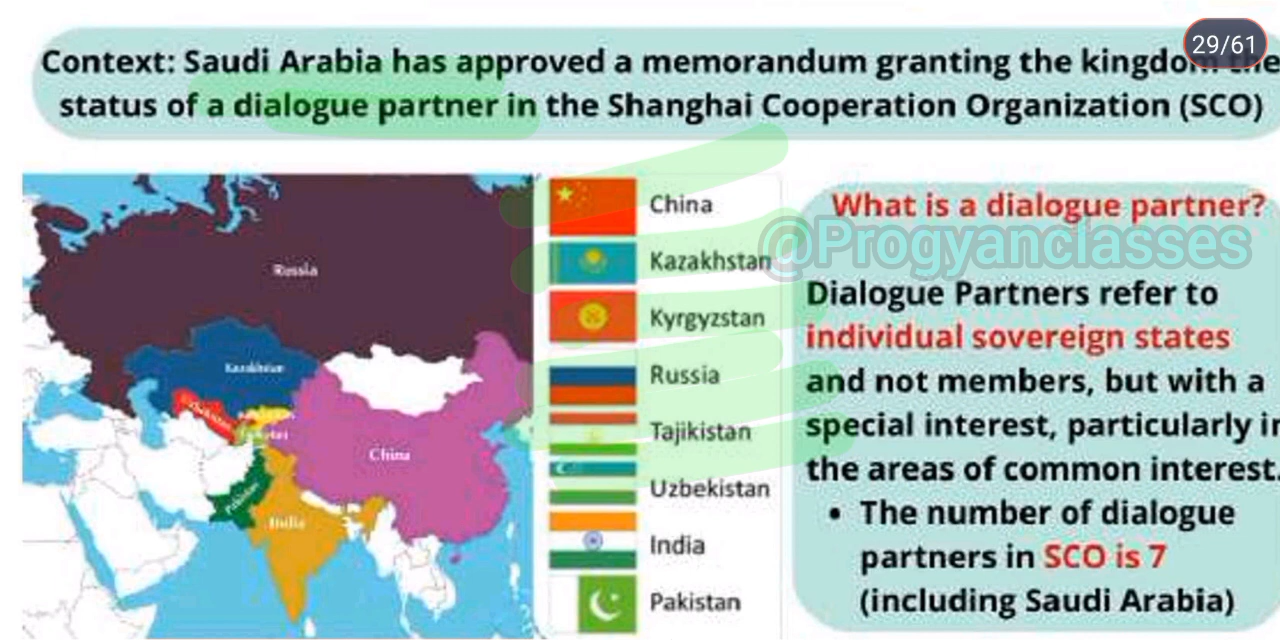 29/61
Context: Saudi Arabia has approved a memorandum granting the kingdom the
status of a dialogue partner in the Shanghai Cooperation Organization (SCO)
Russia
Kazakhstan
Uzbekistan
China
Pakistan
India
China
Kazakhstan
Kyrgyzstan
Russia
Tajikistan
Uzbekistan
India
Pakistan
What is a dialogue partner?
@Progyanclasses
Dialogue Partners refer to
individual sovereign states
and not members, but with a
special interest, particularly in
the areas of common interest.
• The number of dialogue
partners in SCO is 7
(including Saudi Arabia)